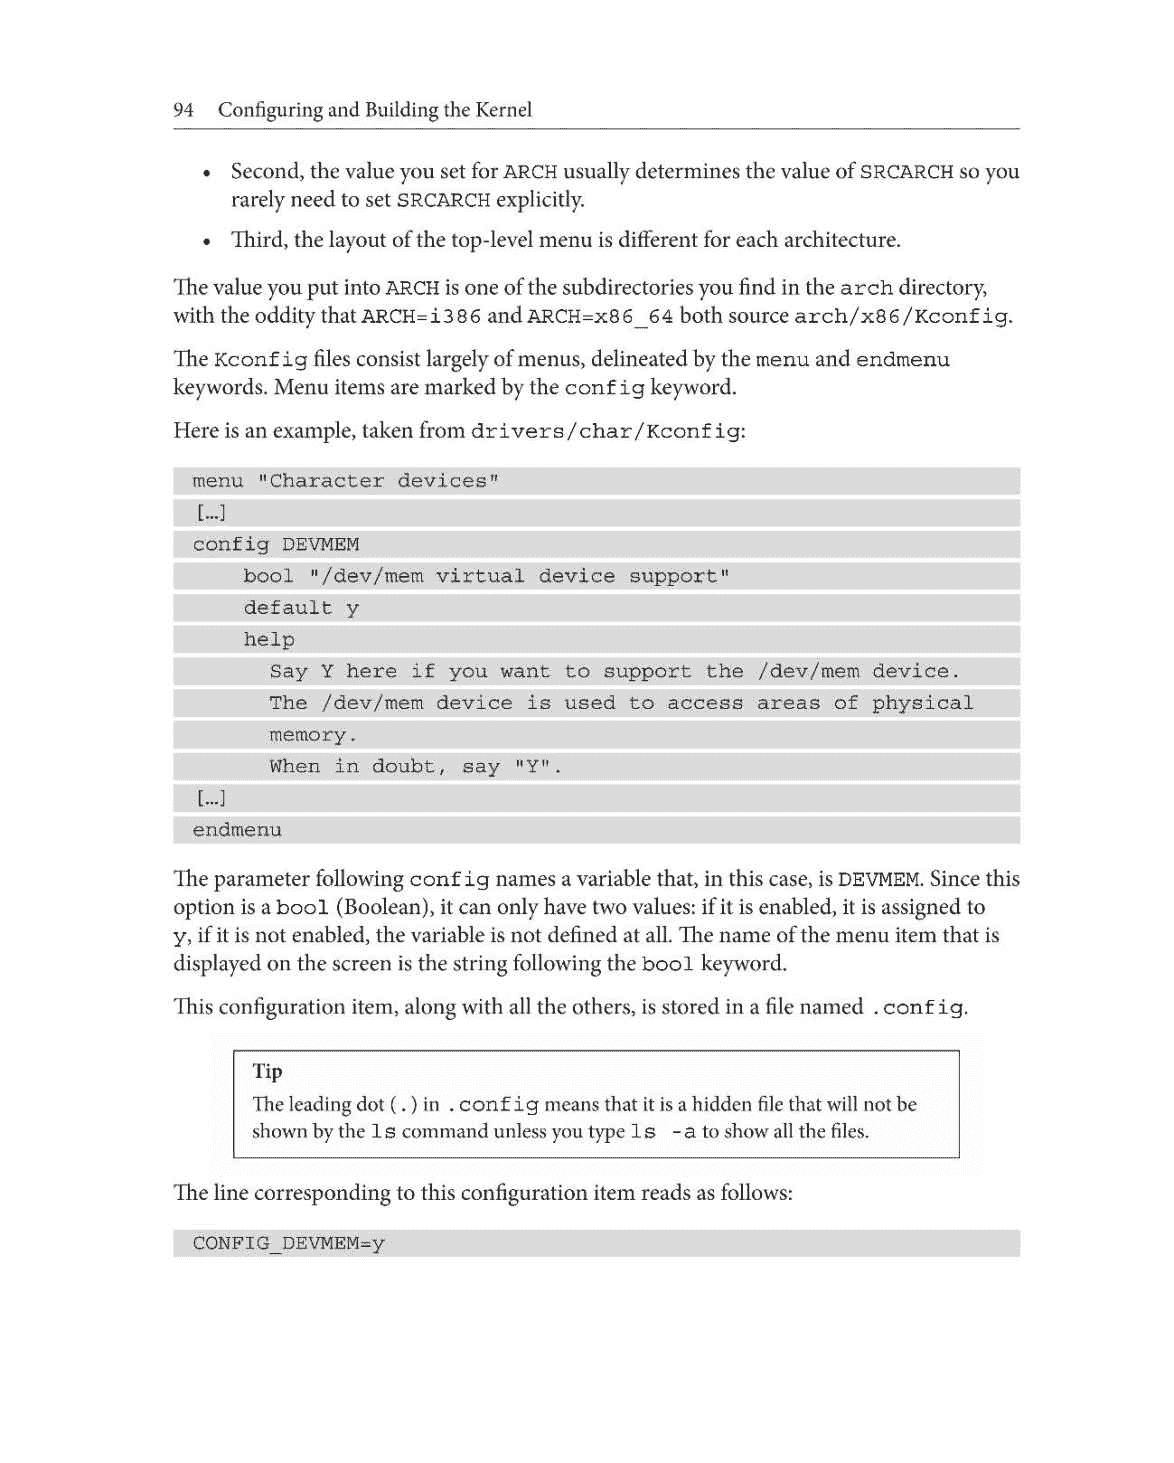 94 Configuring and Building the Kernel
• Second, the value you set for ARCH usually determines the value of SRCARCH so you
rarely need to set SRCARCH explicitly.
• Third, the layout of the top-level menu is different for each architecture.
The value you put into ARCH is one of the subdirectories you find in the arch directory,
with the oddity that ARCH=i386 and ARCH=x86_64 both source arch/x86/Kconfig.
The Kconfig files consist largely of menus, delineated by the menu and endmenu
keywords. Menu items are marked by the config keyword.
Here is an example, taken from drivers/char/Kconfig:
menu "Character devices"
[…]
config DEVMEM
    bool "/dev/mem virtual device support"
    default y
    help
      Say Y here if you want to support the /dev/mem device.
      The /dev/mem device is used to access areas of physical
      memory.
      When in doubt, say "Y".
[…]
endmenu
The parameter following config names a variable that, in this case, is DEVMEM. Since this
option is a bool (Boolean), it can only have two values: if it is enabled, it is assigned to
y, if it is not enabled, the variable is not defined at all. The name of the menu item that is
displayed on the screen is the string following the bool keyword.
This configuration item, along with all the others, is stored in a file named .config.
Tip
The leading dot (.) in .config means that it is a hidden file that will not be
shown by the ls command unless you type ls -a to show all the files.
The line corresponding to this configuration item reads as follows:
CONFIG_DEVMEM=y